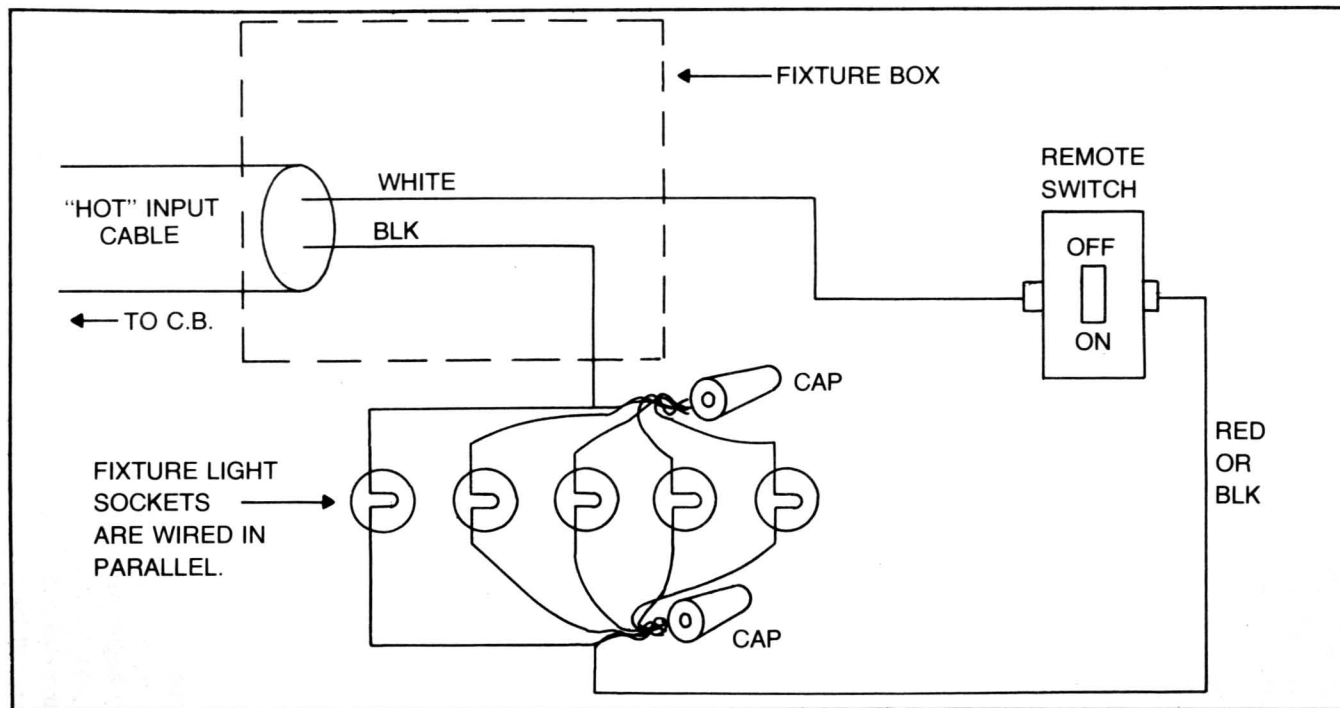 FIXTURE BOX
"HOT" INPUT
CABLE
WHITE
BLK
TO C.B.
REMOTE
SWITCH
OFF
ON
CAP
FIXTURE LIGHT
SOCKETS
ARE WIRED IN
PARALLEL.
RED
OR
BLK
CAP